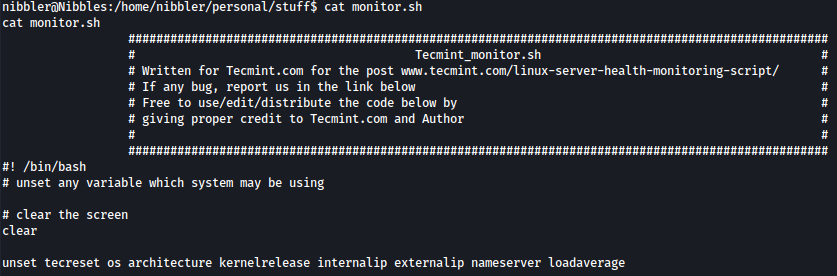 nibbler@Nibbles:/home/nibbler/personal/stuff$ cat monitor.sh
cat monitor.sh
####################################################################################################
# Tecmint_monitor.sh #
# Written for Tecmint.com for the post www.tecmint.com/linux-server-health-monitoring-script/ #
# If any bug, report us in the link below #
# Free to use/edit/distribute the code below by #
# giving proper credit to Tecmint.com and Author #
# #
####################################################################################################
#! /bin/bash
# unset any variable which system may be using
# clear the screen
clear
unset tecreset os architecture kernelrelease internalip externalip nameserver loadaverage